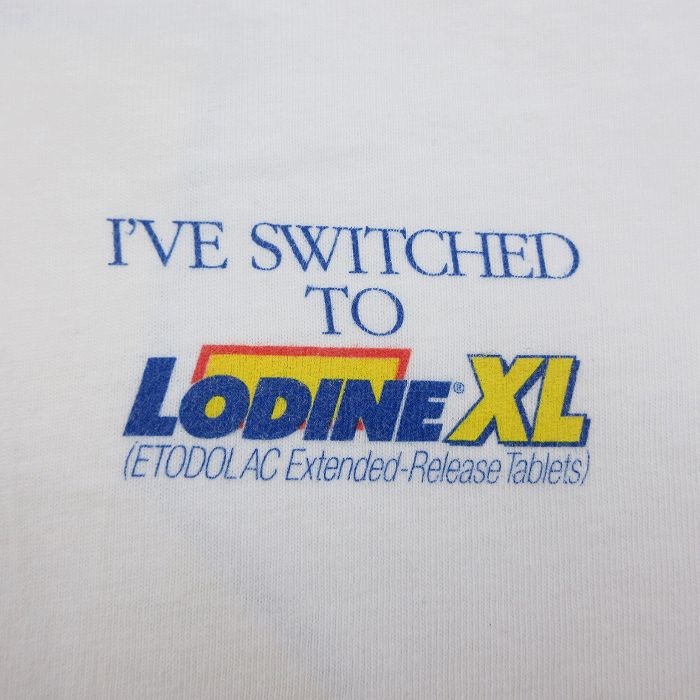 I'VE SWITCHED
TO
LODINE® XL
(ETODOLAC Extended-Release Tablets)